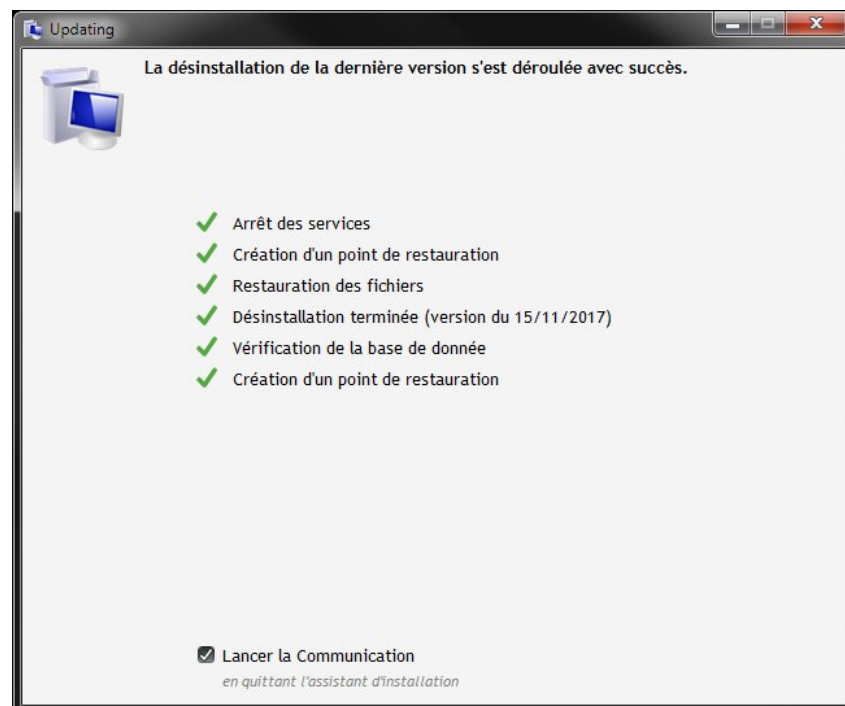 Updating
La désinstallation de la dernière version s'est déroulée avec succès.
Arrêt des services
Création d'un point de restauration
Restauration des fichiers
Désinstallation terminée (version du 15/11/2017)
Vérification de la base de donnée
Création d'un point de restauration
Lancer la Communication
en quittant l'assistant d'installation